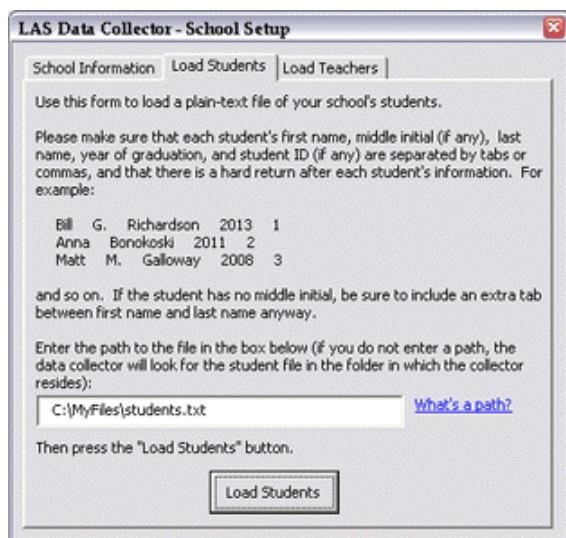 LAS Data Collector - School Setup
School Information Load Students Load Teachers
Use this form to load a plain-text file of your school's students.
Please make sure that each student's first name, middle initial (if any), last
name, year of graduation, and student ID (if any) are separated by tabs or
commas, and that there is a hard return after each student's information. For
example:
Bill G. Richardson 2013 1
Anna Bonokoski 2011 2
Matt M. Galloway 2008 3
and so on. If the student has no middle initial, be sure to include an extra tab
between first name and last name anyway.
Enter the path to the file in the box below (if you do not enter a path, the
data collector will look for the student file in the folder in which the collector
resides):
C:\MyFiles\students.txt What's a path?
Then press the "Load Students" button.
Load Students